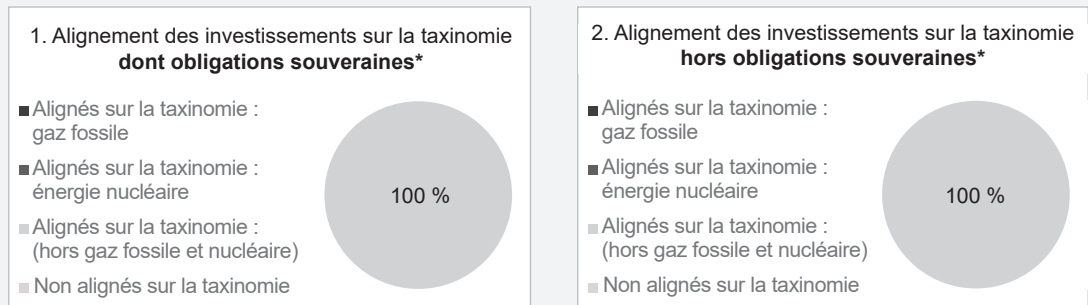 1. Alignement des investissements sur la taxinomie
dont obligations souveraines*
Alignés sur la taxinomie :
gaz fossile
Alignés sur la taxinomie :
énergie nucléaire
Alignés sur la taxinomie :
(hors gaz fossile et nucléaire)
Non alignés sur la taxinomie
100 %
2. Alignement des investissements sur la taxinomie
hors obligations souveraines*
Alignés sur la taxinomie :
gaz fossile
Alignés sur la taxinomie :
énergie nucléaire
Alignés sur la taxinomie :
(hors gaz fossile et nucléaire)
Non alignés sur la taxinomie
100 %